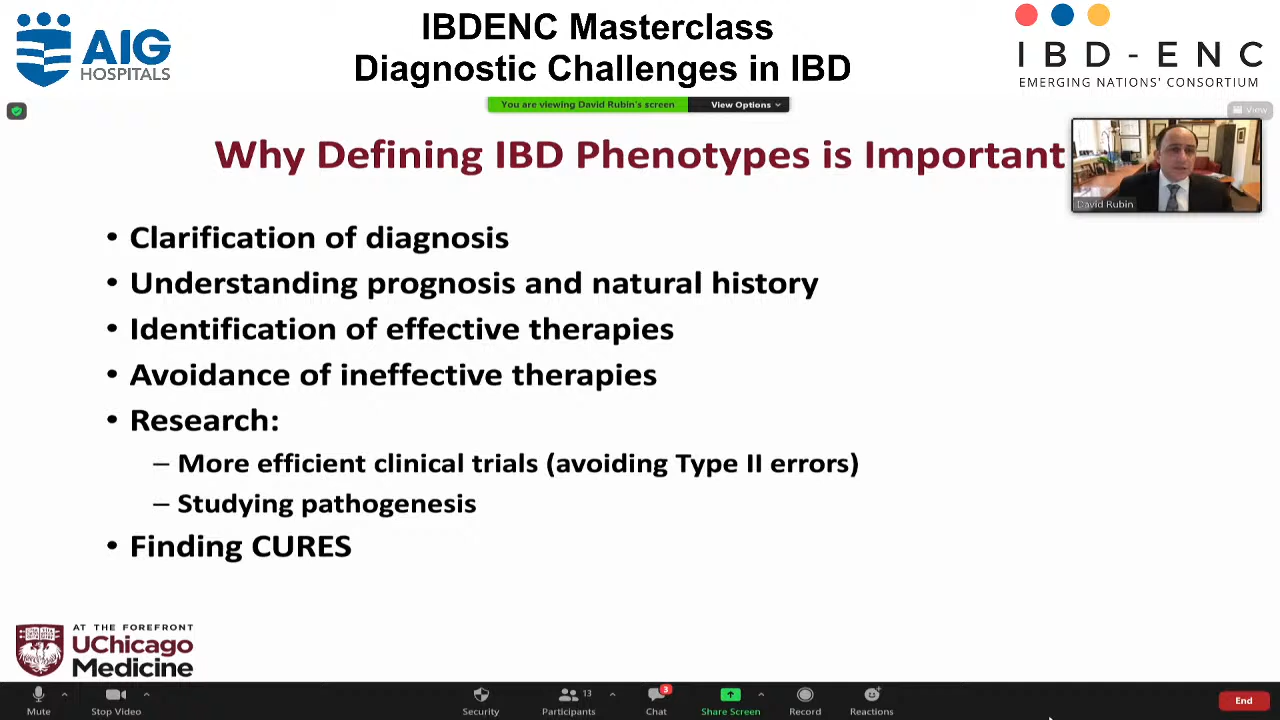 AIG
HOSPITALS
IBDENC Masterclass
Diagnostic Challenges in IBD
IBD-ENC
EMERGING NATIONS' CONSORTIUM
You are viewing David Rubin's screen
View Options
View
Why Defining IBD Phenotypes is Important
David Rubin
• Clarification of diagnosis
• Understanding prognosis and natural history
• Identification of effective therapies
• Avoidance of ineffective therapies
• Research:
– More efficient clinical trials (avoiding Type II errors)
– Studying pathogenesis
• Finding CURES
AT THE FOREFRONT
UChicago
Medicine
Mute
Stop Video
Security
Participants
13
Chat
3
Share Screen
Record
Reactions
End